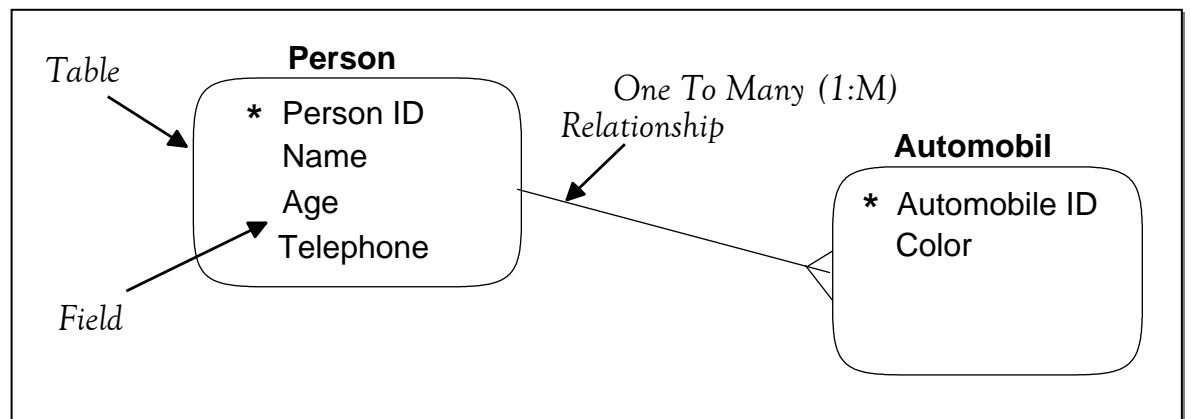 Person
Table
* Person ID
Name
Age
Telephone
Field
One To Many (1:M)
Relationship
Automobil
* Automobile ID
Color